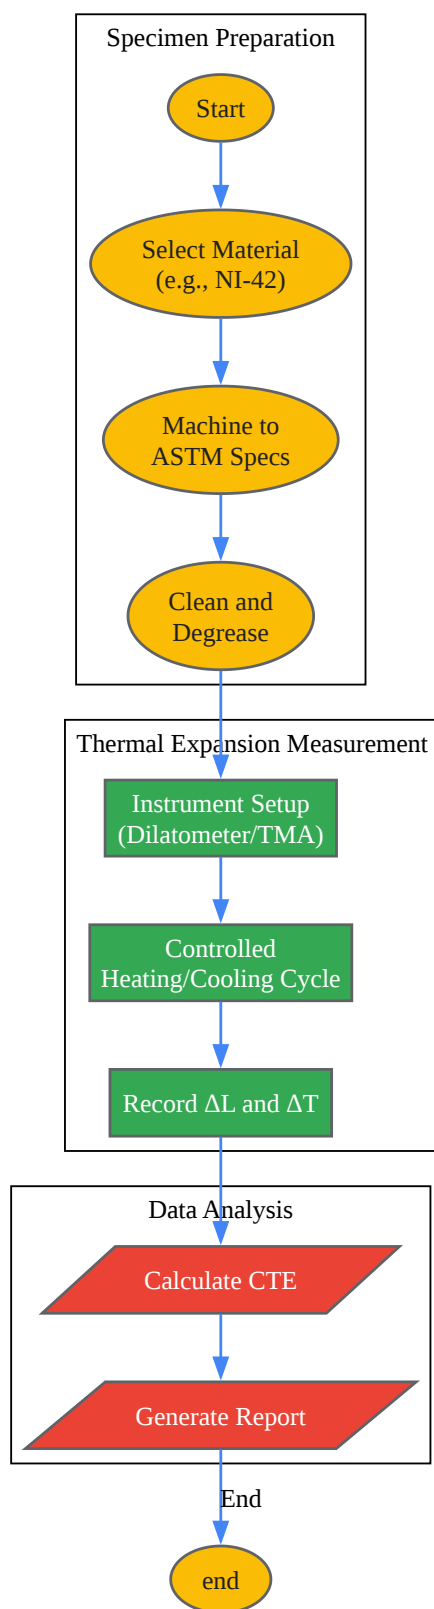 Specimen Preparation
Start
Select Material
(e.g., NI-42)
Machine to
ASTM Specs
Clean and
Degrease
Thermal Expansion Measurement
Instrument Setup
(Dilatometer/TMA)
Controlled
Heating/Cooling Cycle
Record ΔL and ΔT
Data Analysis
Calculate CTE
Generate Report
End
end